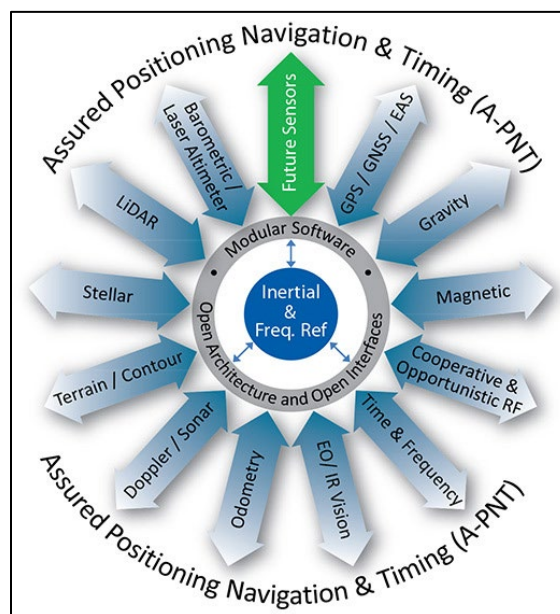 Assured Positioning Navigation & Timing (A-PNT)
Future Sensors
GPS / GNSS / EAS
Gravity
Magnetic
Cooperative &
Opportunistic RF
Time & Frequency
EO/ IR Vision
Odometry
Doppler / Sonar
Terrain / Contour
Stellar
LiDAR
Barometric /
Laser Altimeter
Modular Software
Open Architecture and Open Interfaces
Inertial
&
Freq. Ref
Assured Positioning Navigation & Timing (A-PNT)